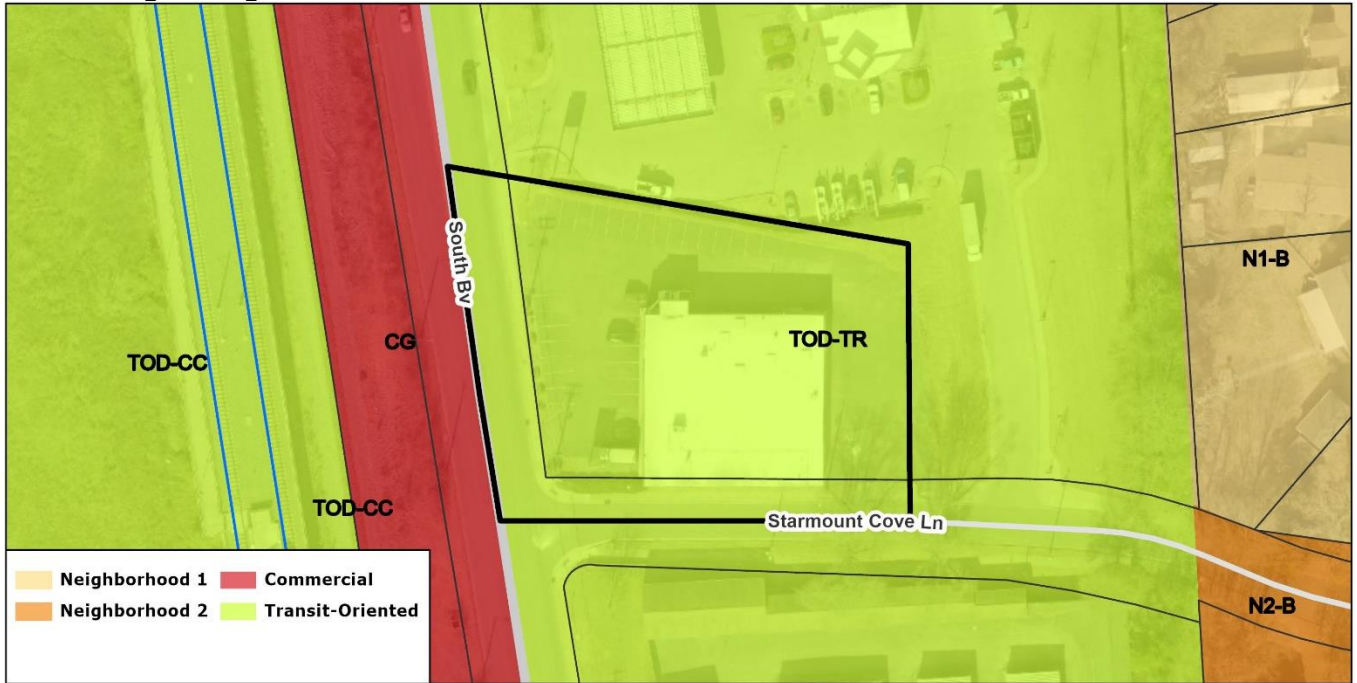 South Bv
N1-B
TOD-TR
CG
TOD-CC
TOD-CC
Starmount Cove Ln
N2-B
Neighborhood 1
Commercial
Neighborhood 2
Transit-Oriented